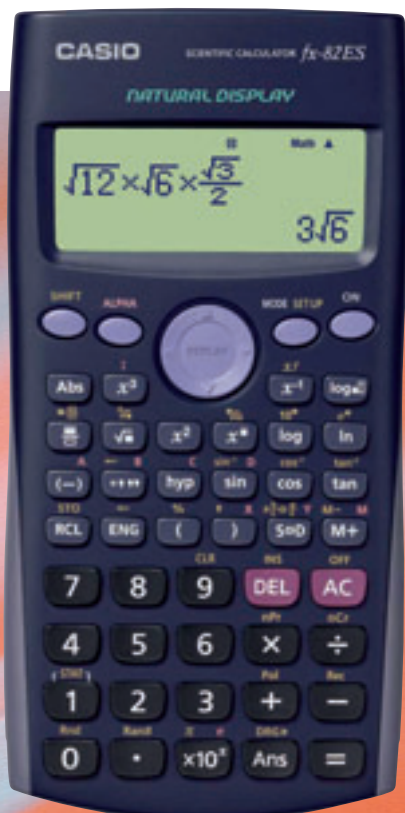 CASIO SCIENTIFIC CALCULATOR fx-82ES
NATURAL DISPLAY
Math ▲
√12×√6×√3/2
3√6
SHIFT ALPHA MODE SETUP ON
REPLAY
Abs x³ x⁻¹ log
√ x² log ln
(−) hyp sin cos tan
STO
RCL ENG ( ) S⇔D M+
CLR INS OFF
7 8 9 DEL AC
nPr nCr
4 5 6 × ÷
STAT Pol Rec
1 2 3 + −
Rnd Ran# π e DRG▸
0 . ×10ˣ Ans =